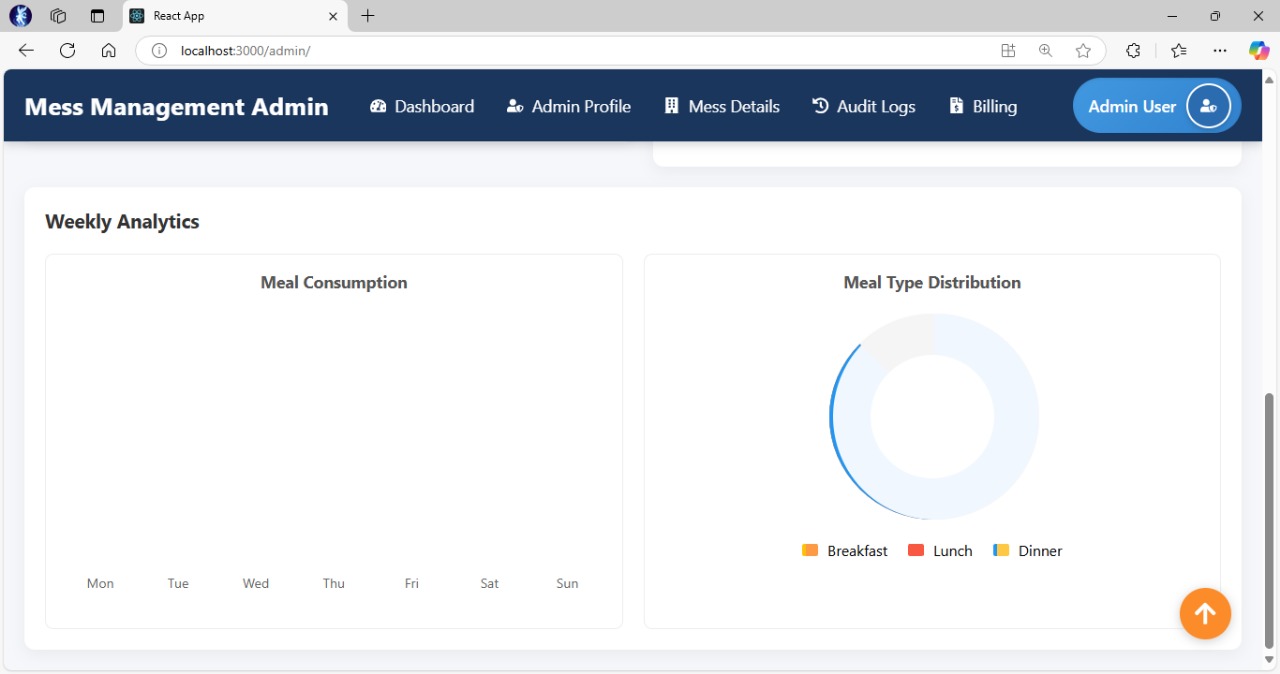 React App
localhost:3000/admin/
Mess Management Admin Dashboard Admin Profile Mess Details Audit Logs Billing Admin User
Weekly Analytics
Meal Consumption
Mon Tue Wed Thu Fri Sat Sun
Meal Type Distribution
Breakfast Lunch Dinner